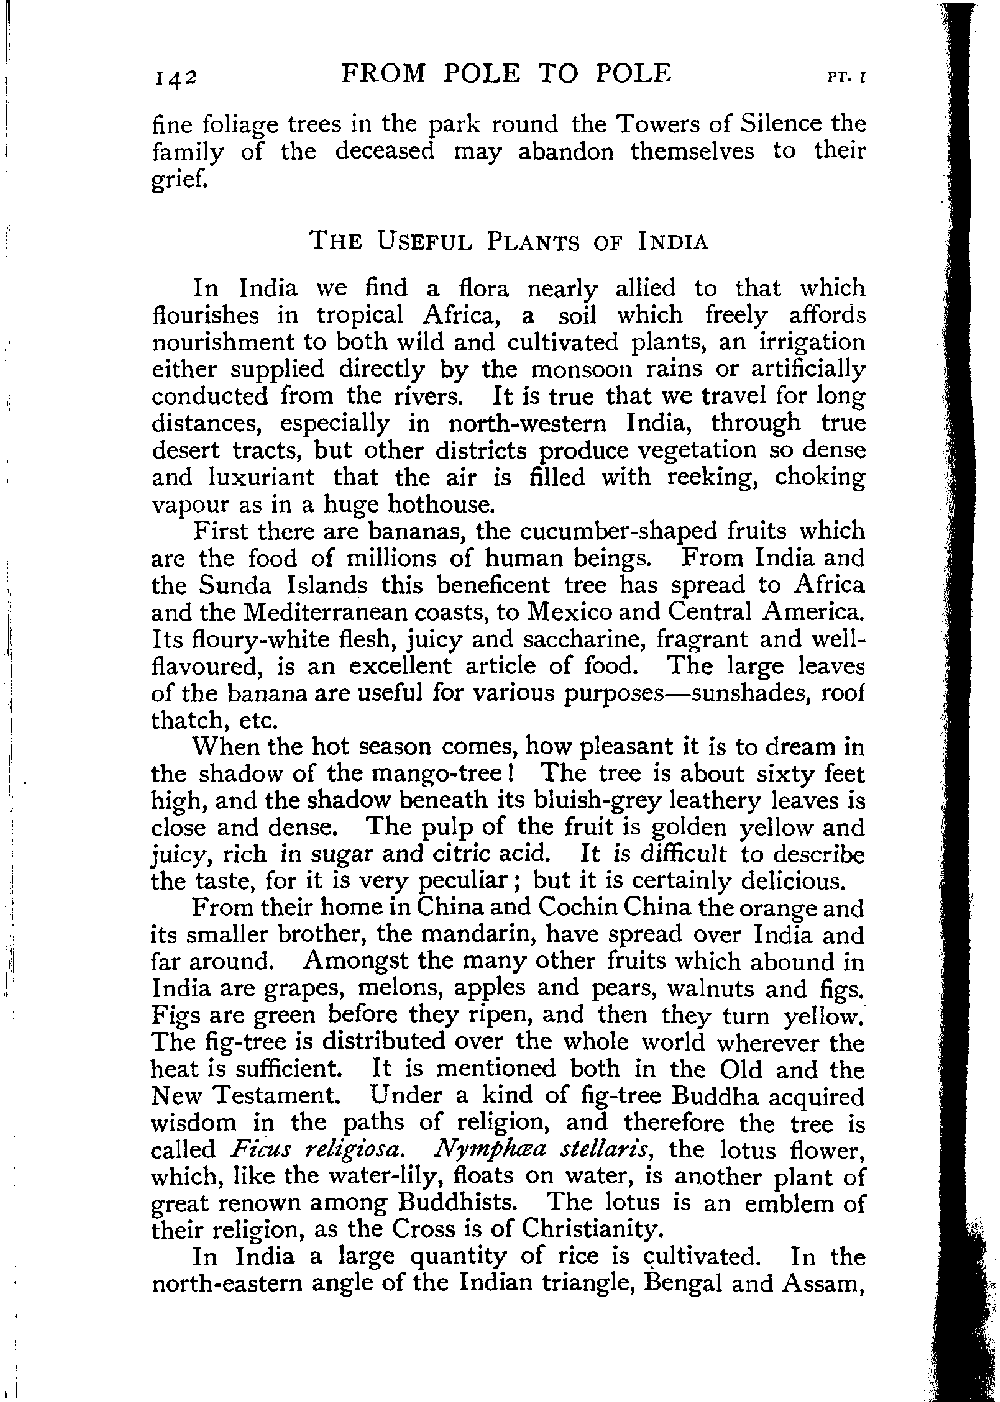 142 FROM POLE TO POLE PT. I
fine foliage trees in the park round the Towers of Silence the
family of the deceased may abandon themselves to their
grief.
THE USEFUL PLANTS OF INDIA
In India we find a flora nearly allied to that which
flourishes in tropical Africa, a soil which freely affords
nourishment to both wild and cultivated plants, an irrigation
either supplied directly by the monsoon rains or artificially
conducted from the rivers. It is true that we travel for long
distances, especially in north-western India, through true
desert tracts, but other districts produce vegetation so dense
and luxuriant that the air is filled with reeking, choking
vapour as in a huge hothouse.
First there are bananas, the cucumber-shaped fruits which
are the food of millions of human beings. From India and
the Sunda Islands this beneficent tree has spread to Africa
and the Mediterranean coasts, to Mexico and Central America.
Its floury-white flesh, juicy and saccharine, fragrant and well-
flavoured, is an excellent article of food. The large leaves
of the banana are useful for various purposes—sunshades, roof
thatch, etc.
When the hot season comes, how pleasant it is to dream in
the shadow of the mango-tree! The tree is about sixty feet
high, and the shadow beneath its bluish-grey leathery leaves is
close and dense. The pulp of the fruit is golden yellow and
juicy, rich in sugar and citric acid. It is difficult to describe
the taste, for it is very peculiar; but it is certainly delicious.
From their home in China and Cochin China the orange and
its smaller brother, the mandarin, have spread over India and
far around. Amongst the many other fruits which abound in
India are grapes, melons, apples and pears, walnuts and figs.
Figs are green before they ripen, and then they turn yellow.
The fig-tree is distributed over the whole world wherever the
heat is sufficient. It is mentioned both in the Old and the
New Testament. Under a kind of fig-tree Buddha acquired
wisdom in the paths of religion, and therefore the tree is
called Ficus religiosa. Nymphæa stellaris, the lotus flower,
which, like the water-lily, floats on water, is another plant of
great renown among Buddhists. The lotus is an emblem of
their religion, as the Cross is of Christianity.
In India a large quantity of rice is cultivated. In the
north-eastern angle of the Indian triangle, Bengal and Assam,